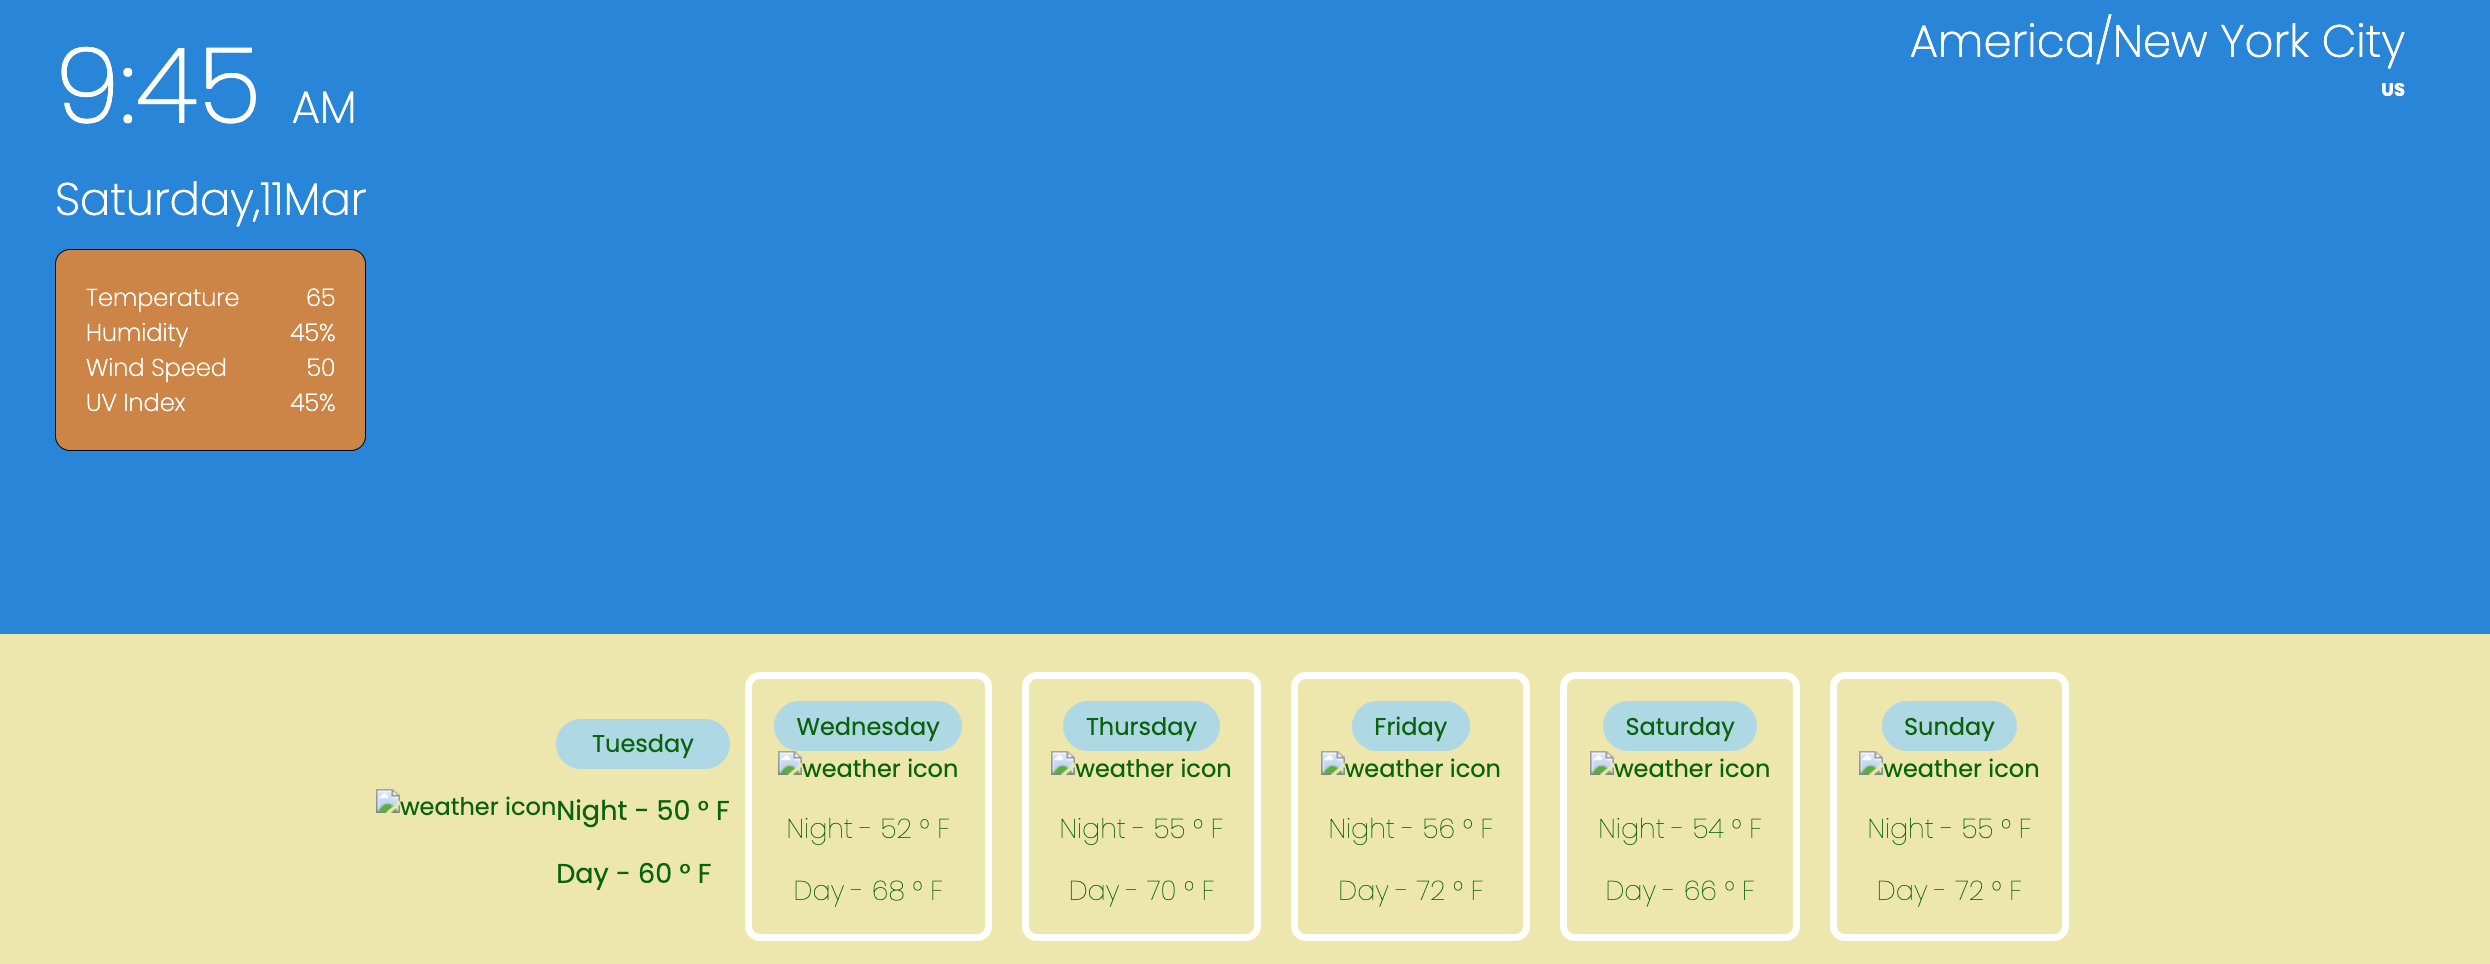 9:45 AM
Saturday,11Mar
Temperature 65
Humidity 45%
Wind Speed 50
UV Index 45%
America/New York City
US
weather icon
Tuesday
Night - 50 ° F
Day - 60 ° F
Wednesday
weather icon
Night - 52 ° F
Day - 68 ° F
Thursday
weather icon
Night - 55 ° F
Day - 70 ° F
Friday
weather icon
Night - 56 ° F
Day - 72 ° F
Saturday
weather icon
Night - 54 ° F
Day - 66 ° F
Sunday
weather icon
Night - 55 ° F
Day - 72 ° F